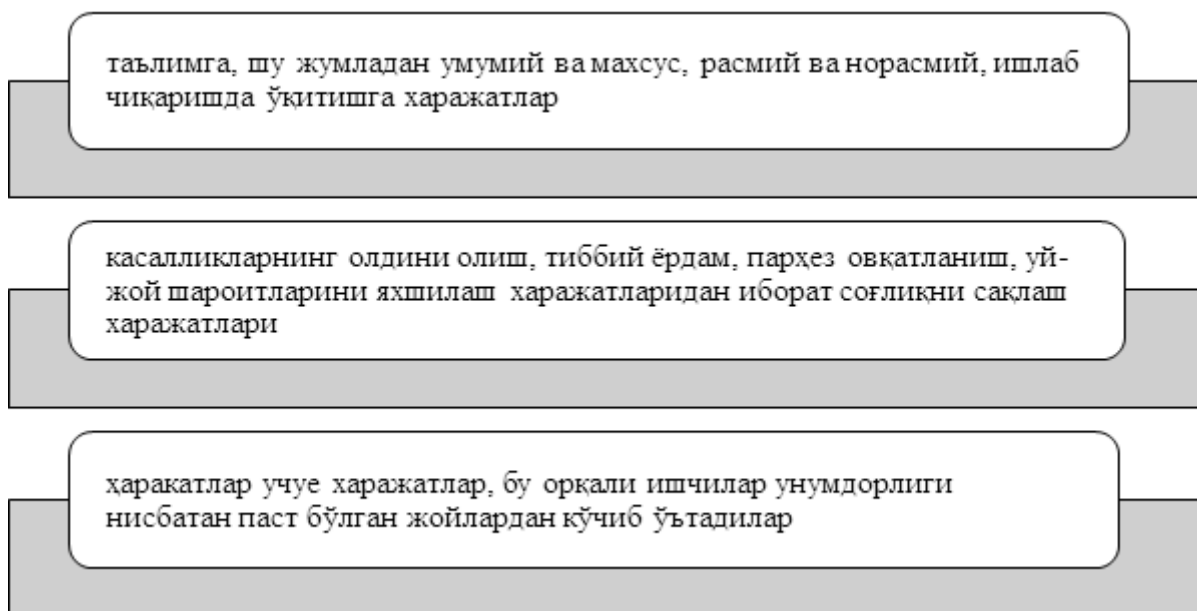 таълимга, шу жумладан умумий ва махсус, расмий ва норасмий, ишлаб
чиқаришда ўқитишга харажатлар
касалликларнинг олдини олиш, тиббий ёрдам, парҳез овқатланиш, уй-
жой шароитларини яхшилаш харажатларидан иборат соғлиқни сақлаш
харажатлари
ҳаракатлар учуе харажатлар, бу орқали ишчилар унумдорлиги
нисбатан паст бўлган жойлардан кўчиб ўътадилар